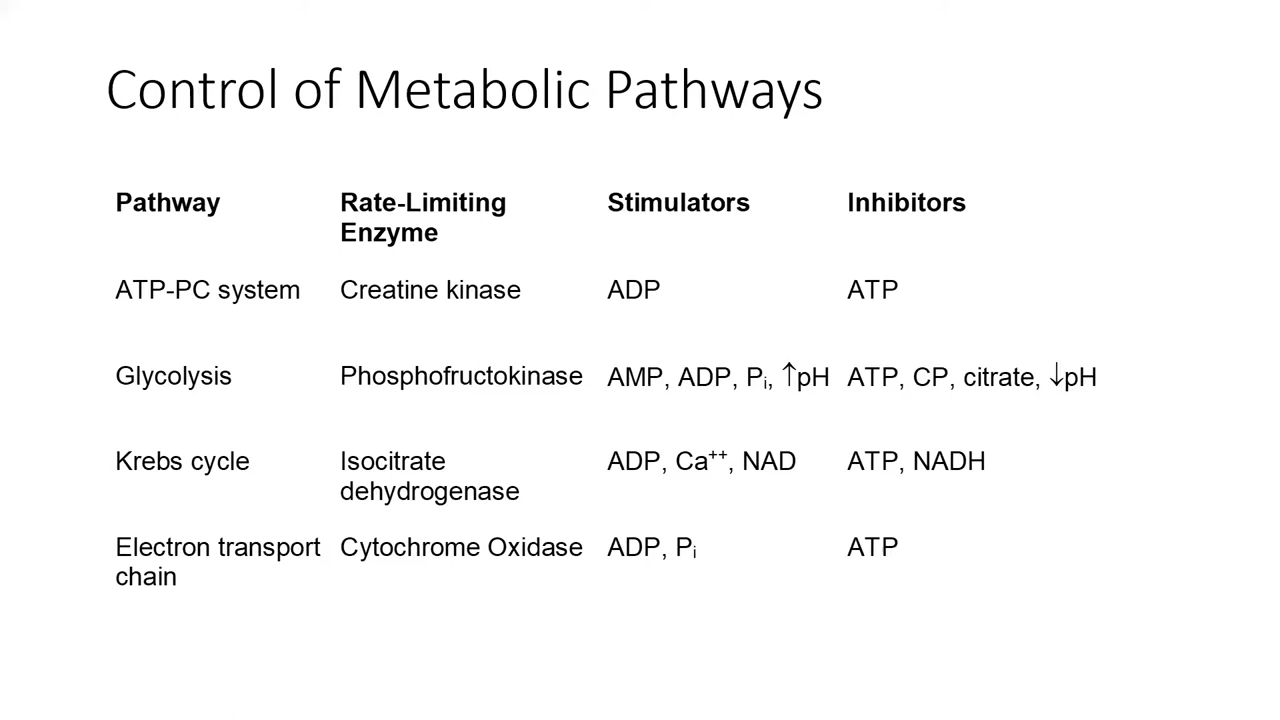 Control of Metabolic Pathways
Pathway Rate-Limiting Enzyme Stimulators Inhibitors
ATP-PC system Creatine kinase ADP ATP
Glycolysis Phosphofructokinase AMP, ADP, Pᵢ, ↑pH ATP, CP, citrate, ↓pH
Krebs cycle Isocitrate dehydrogenase ADP, Ca⁺⁺, NAD ATP, NADH
Electron transport chain Cytochrome Oxidase ADP, Pᵢ ATP